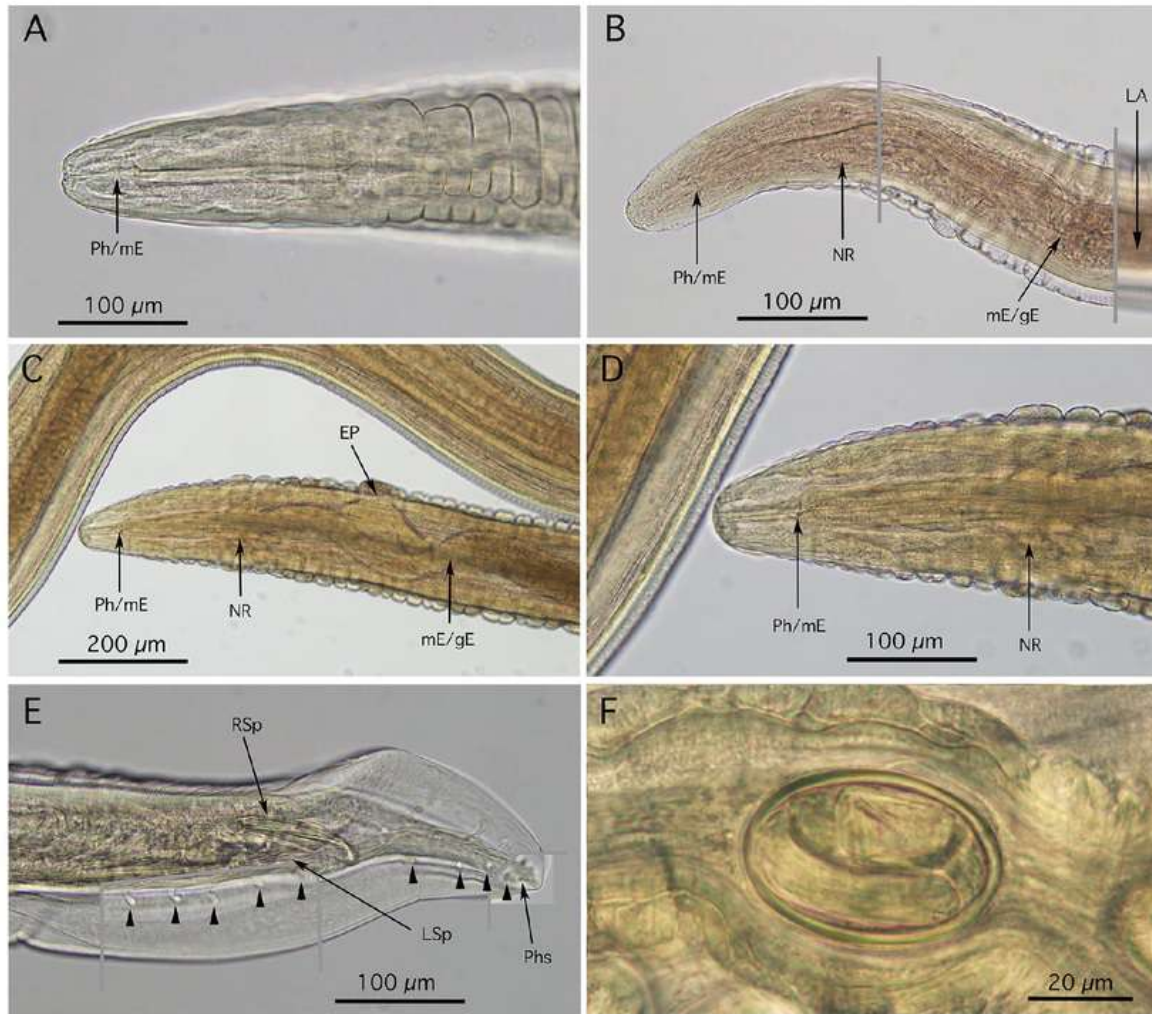 A
Ph/mE
100 µm
B
LA
Ph/mE
NR
mE/gE
100 µm
C
EP
Ph/mE
NR
mE/gE
200 µm
D
Ph/mE
NR
100 µm
E
RSp
LSp
Phs
100 µm
F
20 µm